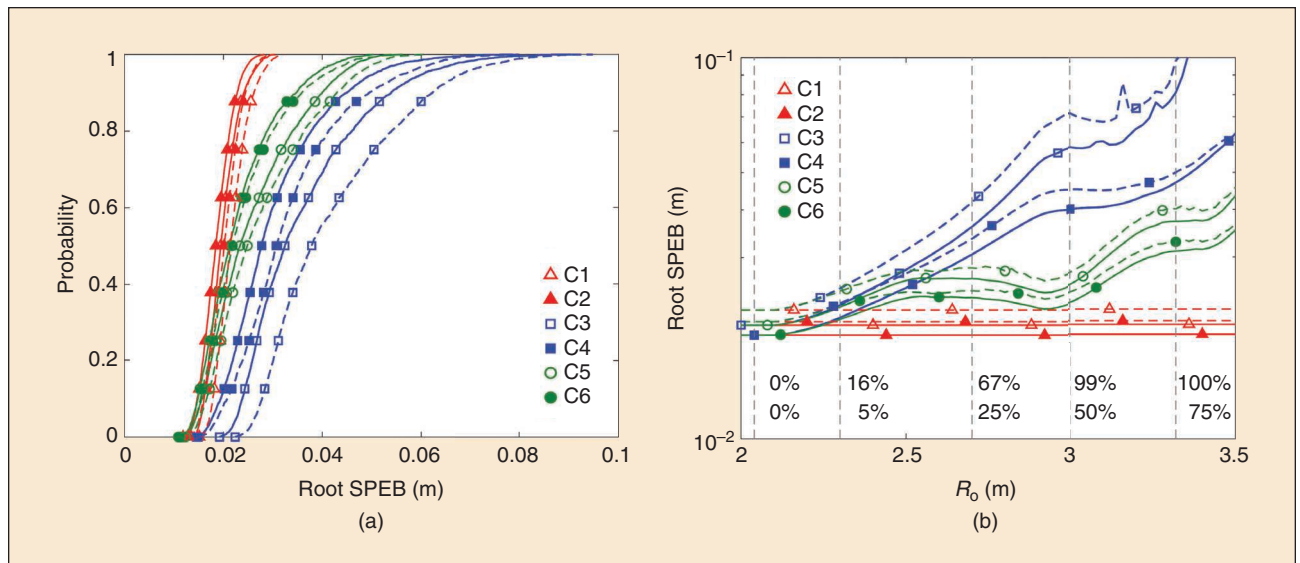 1
0.8
0.6
0.4
0.2
0
Probability
0 0.02 0.04 0.06 0.08 0.1
Root SPEB (m)
(a)
C1
C2
C3
C4
C5
C6
10⁻¹
10⁻²
Root SPEB (m)
C1
C2
C3
C4
C5
C6
0% 16% 67% 99% 100%
0% 5% 25% 50% 75%
2 2.5 3 3.5
Rₒ (m)
(b)